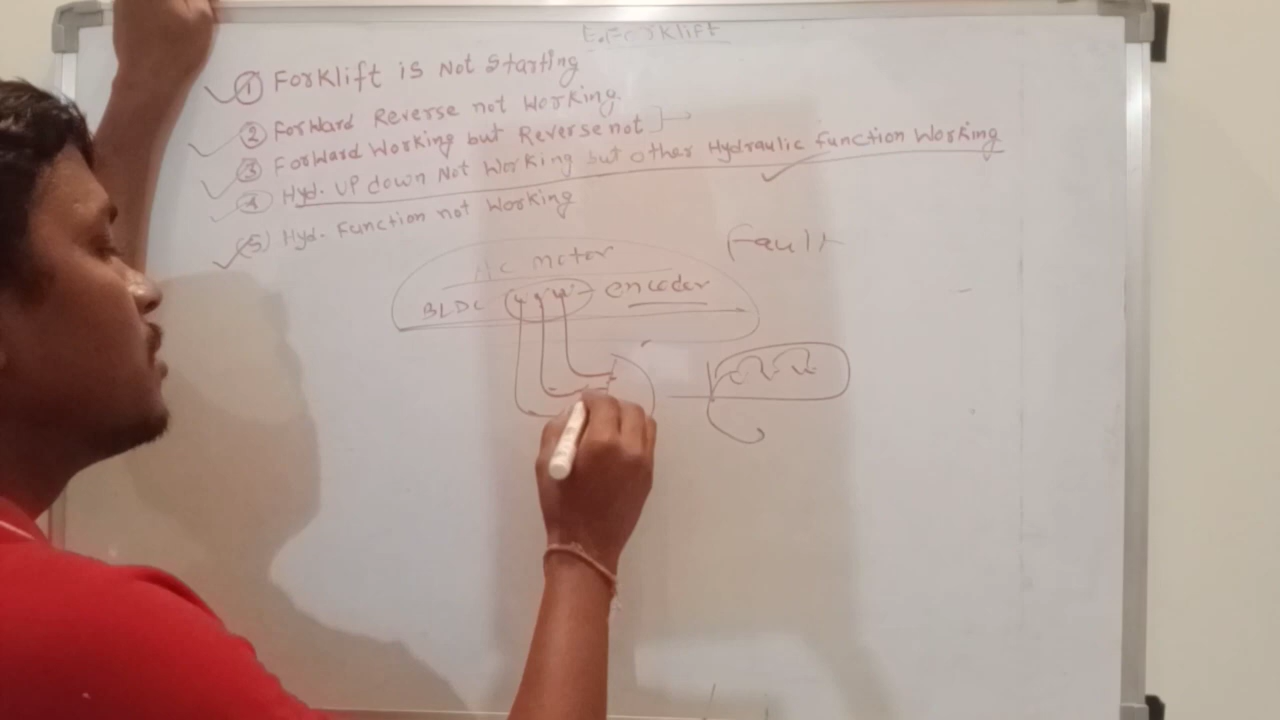 E.Forklift
① Forklift is Not Starting
② Forward Reverse not Working.
③ Forward Working but Reverse not
④ Hyd. UP down Not Working but other Hydraulic function Working
(5) Hyd. Function not Working
Fault
AC motor
BLDC U V W - encoder